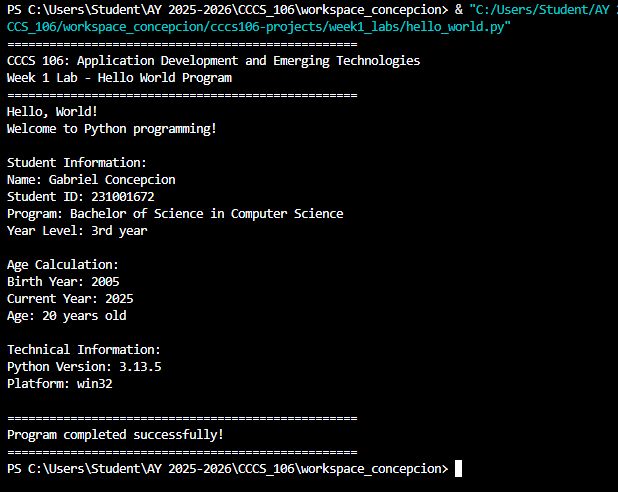 PS C:\Users\Student\AY 2025-2026\CCCS_106\workspace_concepcion> & "C:/Users/Student/AY 2
CCS_106/workspace_concepcion/cccs106-projects/week1_labs/hello_world.py"
==================================================
CCCS 106: Application Development and Emerging Technologies
Week 1 Lab - Hello World Program
==================================================
Hello, World!
Welcome to Python programming!
Student Information:
Name: Gabriel Concepcion
Student ID: 231001672
Program: Bachelor of Science in Computer Science
Year Level: 3rd year
Age Calculation:
Birth Year: 2005
Current Year: 2025
Age: 20 years old
Technical Information:
Python Version: 3.13.5
Platform: win32
==================================================
Program completed successfully!
==================================================
PS C:\Users\Student\AY 2025-2026\CCCS_106\workspace_concepcion>